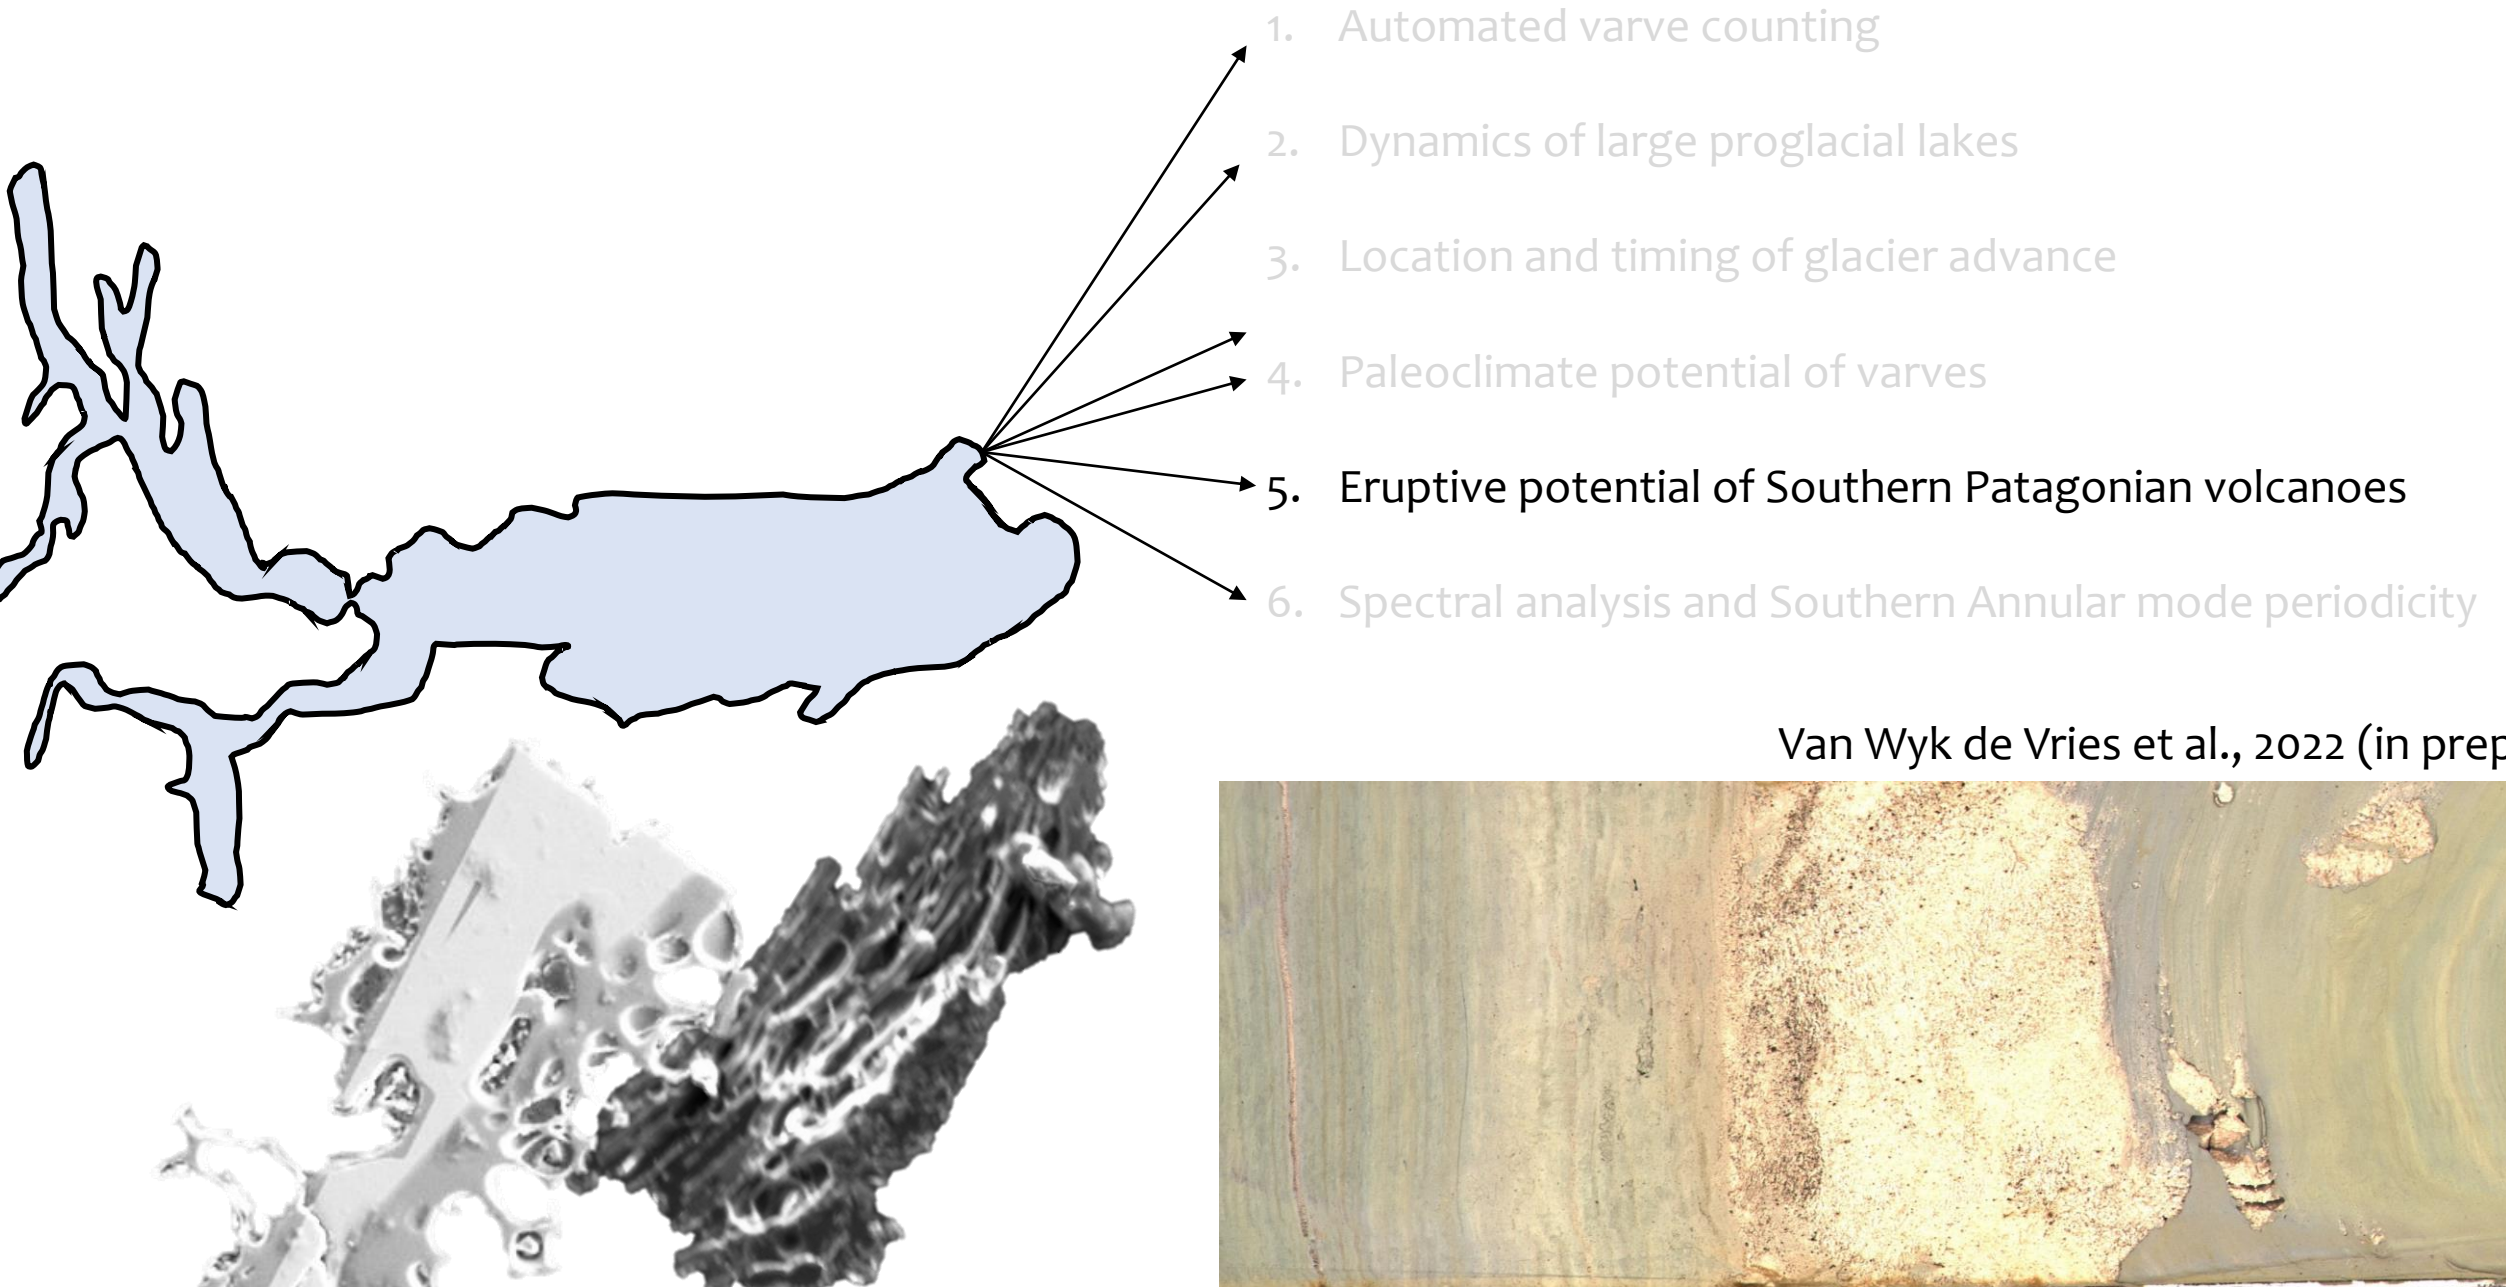 1. Automated varve counting
2. Dynamics of large proglacial lakes
3. Location and timing of glacier advance
4. Paleoclimate potential of varves
5. Eruptive potential of Southern Patagonian volcanoes
6. Spectral analysis and Southern Annular mode periodicity
Van Wyk de Vries et al., 2022 (in prep